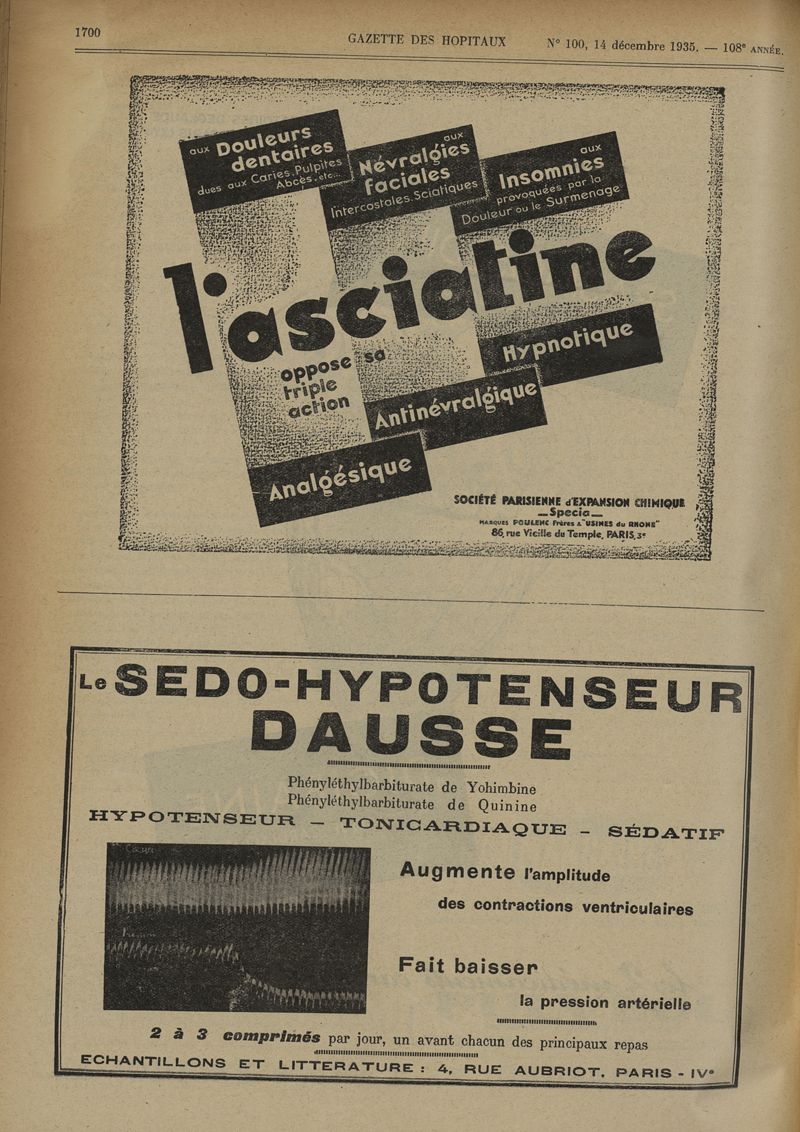 1700
GAZETTE DES HOPITAUX
N° 100, 14 décembre 1935. — 108e ANNÉE.
aux Douleurs
dentaires
dues aux Caries, Pulpites
Abcès, etc...
aux
Névralgies
faciales
Intercostales, Sciatiques
aux
Insomnies
provoquées par la
Douleur ou le Surmenage
l'asciatine
oppose sa
triple
action
Hypnotique
Antinévralgique
Analgésique
SOCIÉTÉ PARISIENNE d'EXPANSION CHIMIQUE
— Specia —
MARQUES POULENC Frères & "USINES du RHONE"
86, rue Vieille du Temple, PARIS, 3e
Le SEDO-HYPOTENSEUR
DAUSSE
Phényléthylbarbiturate de Yohimbine
Phényléthylbarbiturate de Quinine
HYPOTENSEUR — TONICARDIAQUE — SÉDATIF
Cœur
Augmente l'amplitude
des contractions ventriculaires
Fait baisser
la pression artérielle
2 à 3 comprimés par jour, un avant chacun des principaux repas
ECHANTILLONS ET LITTERATURE : 4, RUE AUBRIOT, PARIS - IVe